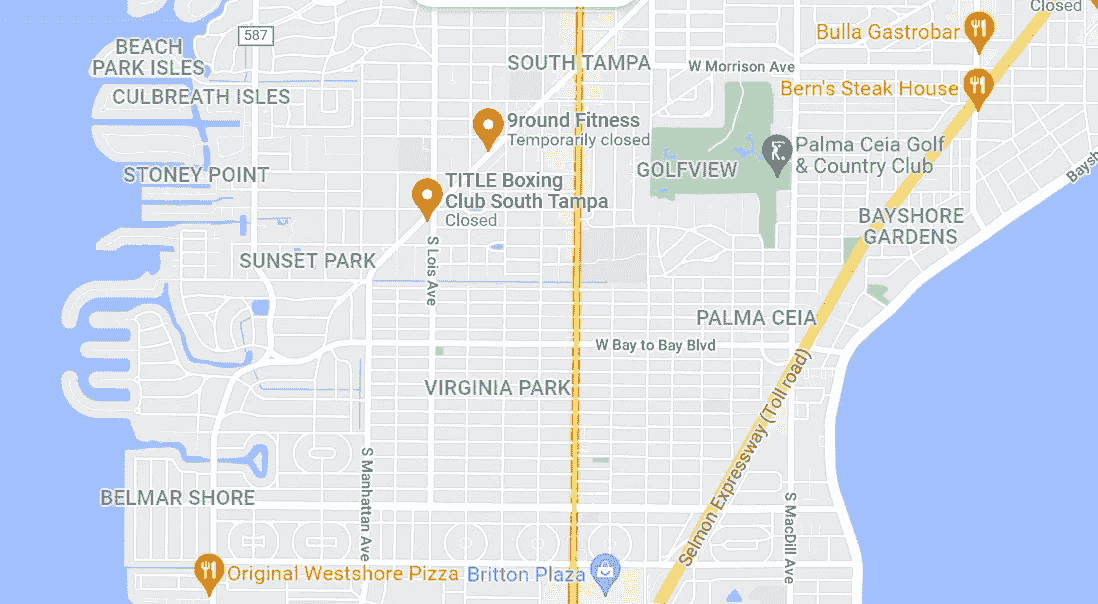 Closed
Bulla Gastrobar
587
BEACH
PARK ISLES
SOUTH TAMPA
W Morrison Ave
Bern's Steak House
CULBREATH ISLES
9round Fitness
Temporarily closed
Palma Ceia Golf
& Country Club
GOLFVIEW
STONEY POINT
TITLE Boxing
Club South Tampa
Closed
BAYSHORE
GARDENS
SUNSET PARK
S Lois Ave
PALMA CEIA
W Bay to Bay Blvd
VIRGINIA PARK
Selmon Expressway (Toll road)
S Manhattan Ave
BELMAR SHORE
S MacDill Ave
Original Westshore Pizza
Britton Plaza